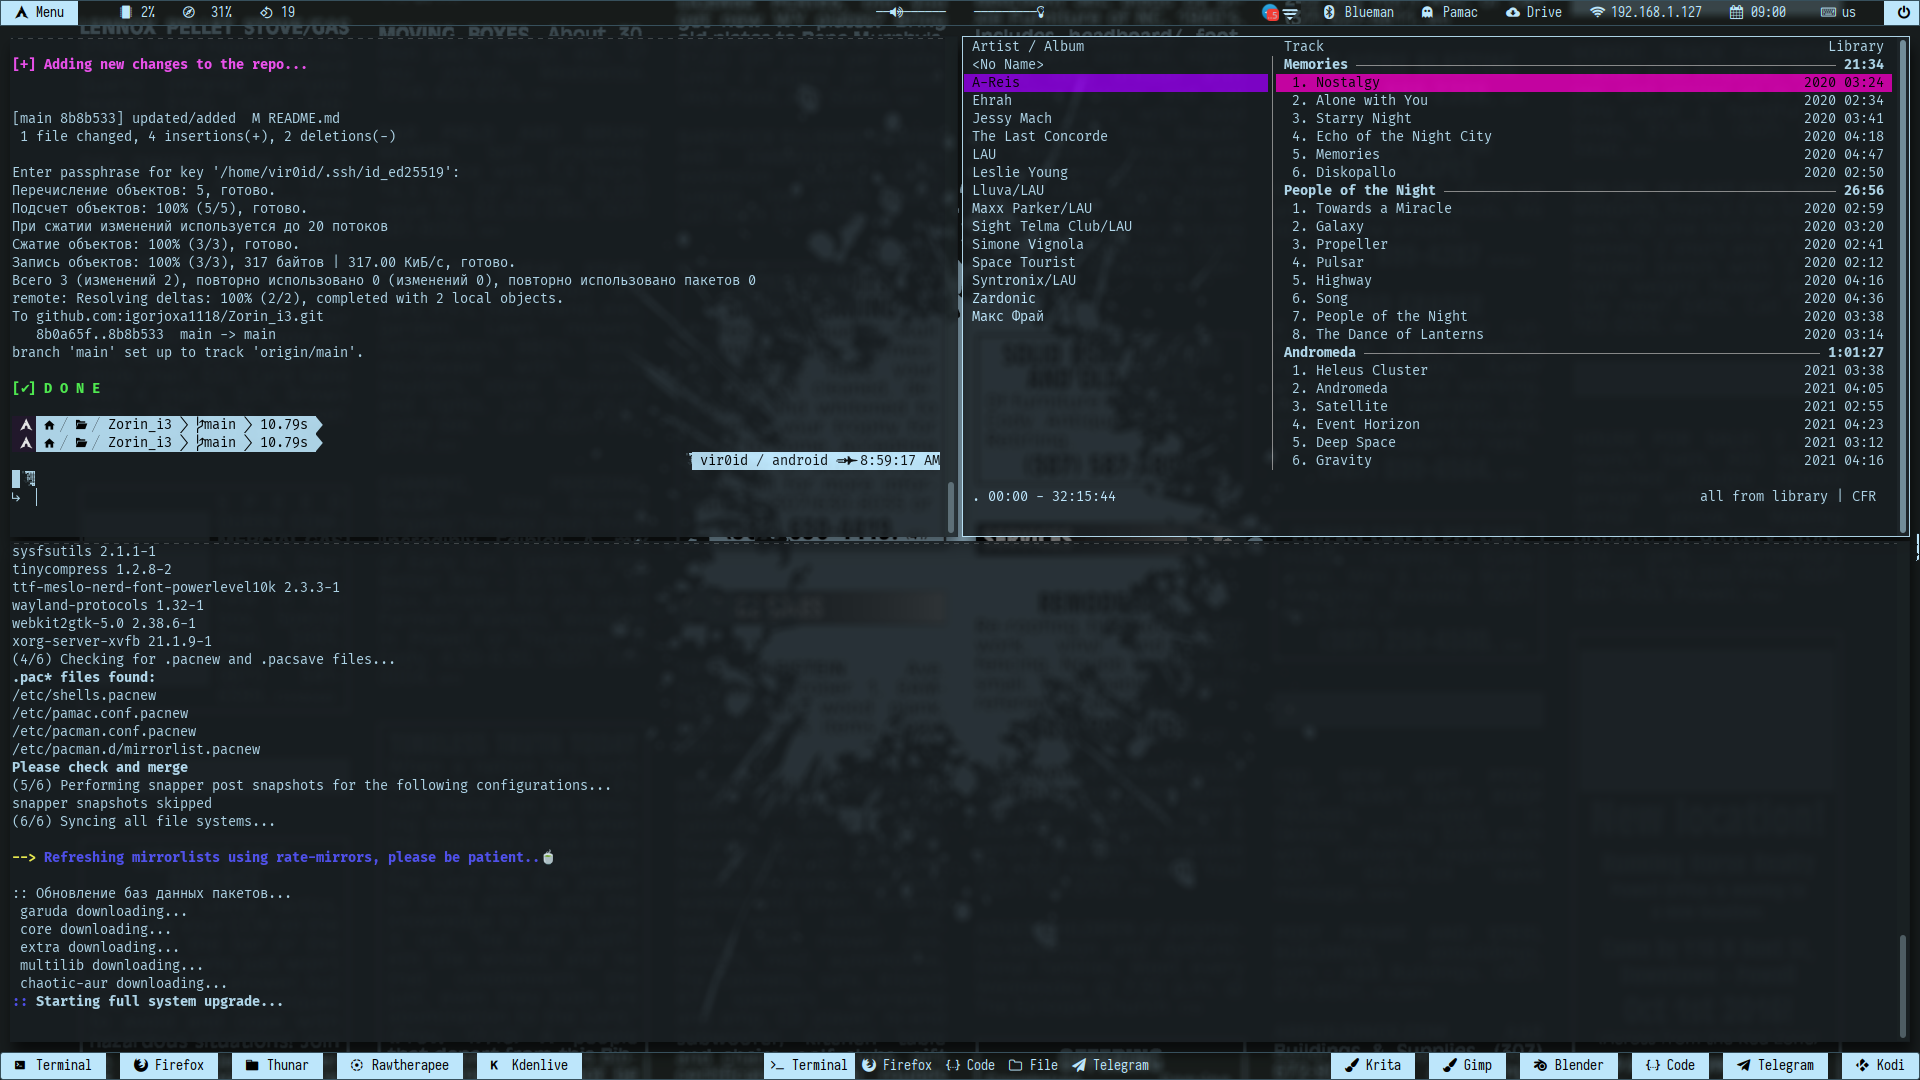 Menu 2% 31% 19 Blueman Pamac Drive 192.168.1.127 09:00 us
[+] Adding new changes to the repo...
[main 8b8b533] updated/added  M README.md
1 file changed, 4 insertions(+), 2 deletions(-)
Enter passphrase for key '/home/vir0id/.ssh/id_ed25519':
Перечисление объектов: 5, готово.
Подсчет объектов: 100% (5/5), готово.
При сжатии изменений используется до 20 потоков
Сжатие объектов: 100% (3/3), готово.
Запись объектов: 100% (3/3), 317 байтов | 317.00 КиБ/с, готово.
Всего 3 (изменений 2), повторно использовано 0 (изменений 0), повторно использовано пакетов 0
remote: Resolving deltas: 100% (2/2), completed with 2 local objects.
To github.com:igorjoxa1118/Zorin_i3.git
8b0a65f..8b8b533  main -> main
branch 'main' set up to track 'origin/main'.
[✔] D O N E
Zorin_i3 main 10.79s
Zorin_i3 main 10.79s
vir0id / android 8:59:17 AM
Artist / Album
<No Name>
A-Reis
Ehrah
Jessy Mach
The Last Concorde
LAU
Leslie Young
Lluva/LAU
Maxx Parker/LAU
Sight Telma Club/LAU
Simone Vignola
Space Tourist
Syntronix/LAU
Zardonic
Макс Фрай
Track Library
Memories 21:34
1. Nostalgy 2020 03:24
2. Alone with You 2020 02:34
3. Starry Night 2020 03:41
4. Echo of the Night City 2020 04:18
5. Memories 2020 04:47
6. Diskopallo 2020 02:50
People of the Night 26:56
1. Towards a Miracle 2020 02:59
2. Galaxy 2020 03:20
3. Propeller 2020 02:41
4. Pulsar 2020 02:12
5. Highway 2020 04:16
6. Song 2020 04:36
7. People of the Night 2020 03:38
8. The Dance of Lanterns 2020 03:14
Andromeda 1:01:27
1. Heleus Cluster 2021 03:38
2. Andromeda 2021 04:05
3. Satellite 2021 02:55
4. Event Horizon 2021 04:23
5. Deep Space 2021 03:12
6. Gravity 2021 04:16
. 00:00 - 32:15:44 all from library | CFR
sysfsutils 2.1.1-1
tinycompress 1.2.8-2
ttf-meslo-nerd-font-powerlevel10k 2.3.3-1
wayland-protocols 1.32-1
webkit2gtk-5.0 2.38.6-1
xorg-server-xvfb 21.1.9-1
(4/6) Checking for .pacnew and .pacsave files...
.pac* files found:
/etc/shells.pacnew
/etc/pamac.conf.pacnew
/etc/pacman.conf.pacnew
/etc/pacman.d/mirrorlist.pacnew
Please check and merge
(5/6) Performing snapper post snapshots for the following configurations...
snapper snapshots skipped
(6/6) Syncing all file systems...
--> Refreshing mirrorlists using rate-mirrors, please be patient..🍵
:: Обновление баз данных пакетов...
garuda downloading...
core downloading...
extra downloading...
multilib downloading...
chaotic-aur downloading...
:: Starting full system upgrade...
Terminal Firefox Thunar Rawtherapee Kdenlive Terminal Firefox Code File Telegram Krita Gimp Blender Code Telegram Kodi